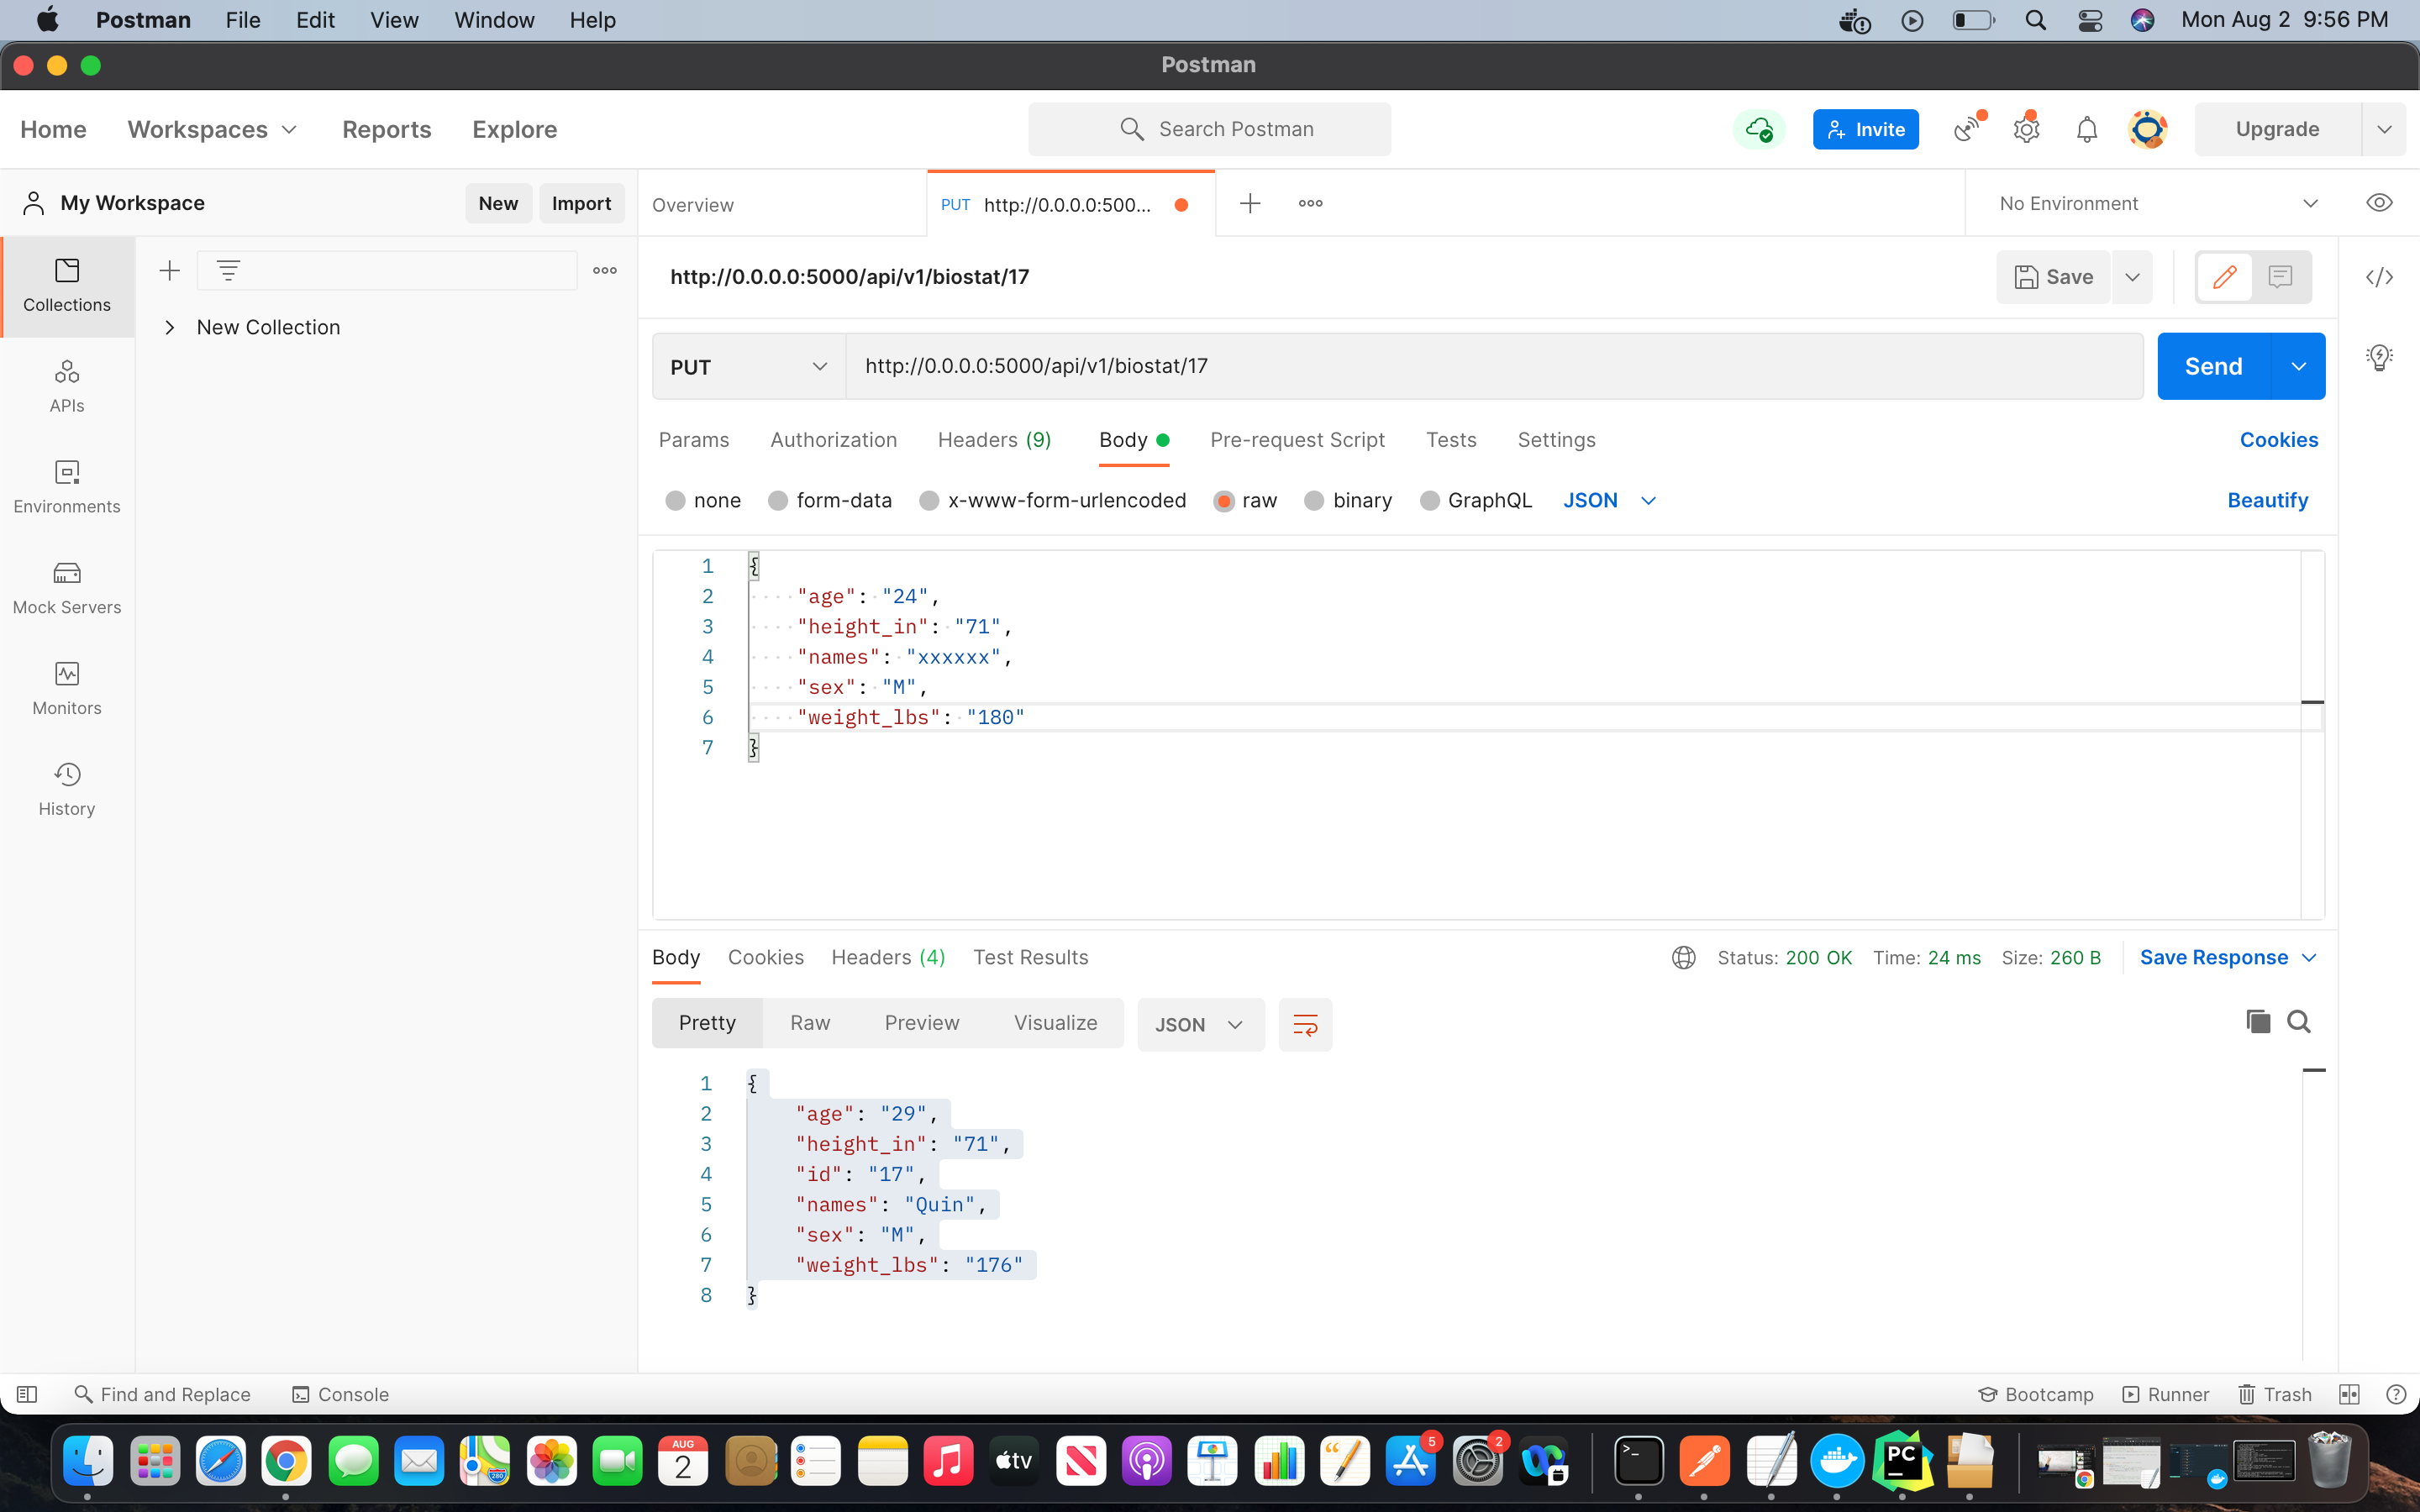 Postman File Edit View Window Help Mon Aug 2 9:56 PM
Postman
Home Workspaces Reports Explore Search Postman Invite Upgrade
My Workspace New Import Overview PUT http://0.0.0.0:500... No Environment
Collections
http://0.0.0.0:5000/api/v1/biostat/17 Save
New Collection
PUT http://0.0.0.0:5000/api/v1/biostat/17 Send
APIs
Params Authorization Headers (9) Body Pre-request Script Tests Settings Cookies
Environments
none form-data x-www-form-urlencoded raw binary GraphQL JSON Beautify
Mock Servers
Monitors
History
1 {
2 "age": "24",
3 "height_in": "71",
4 "names": "xxxxxx",
5 "sex": "M",
6 "weight_lbs": "180"
7 }
Body Cookies Headers (4) Test Results Status: 200 OK Time: 24 ms Size: 260 B Save Response
Pretty Raw Preview Visualize JSON
1 {
2 "age": "29",
3 "height_in": "71",
4 "id": "17",
5 "names": "Quin",
6 "sex": "M",
7 "weight_lbs": "176"
8 }
Find and Replace Console Bootcamp Runner Trash
AUG
2
280
tv
5
2
PC